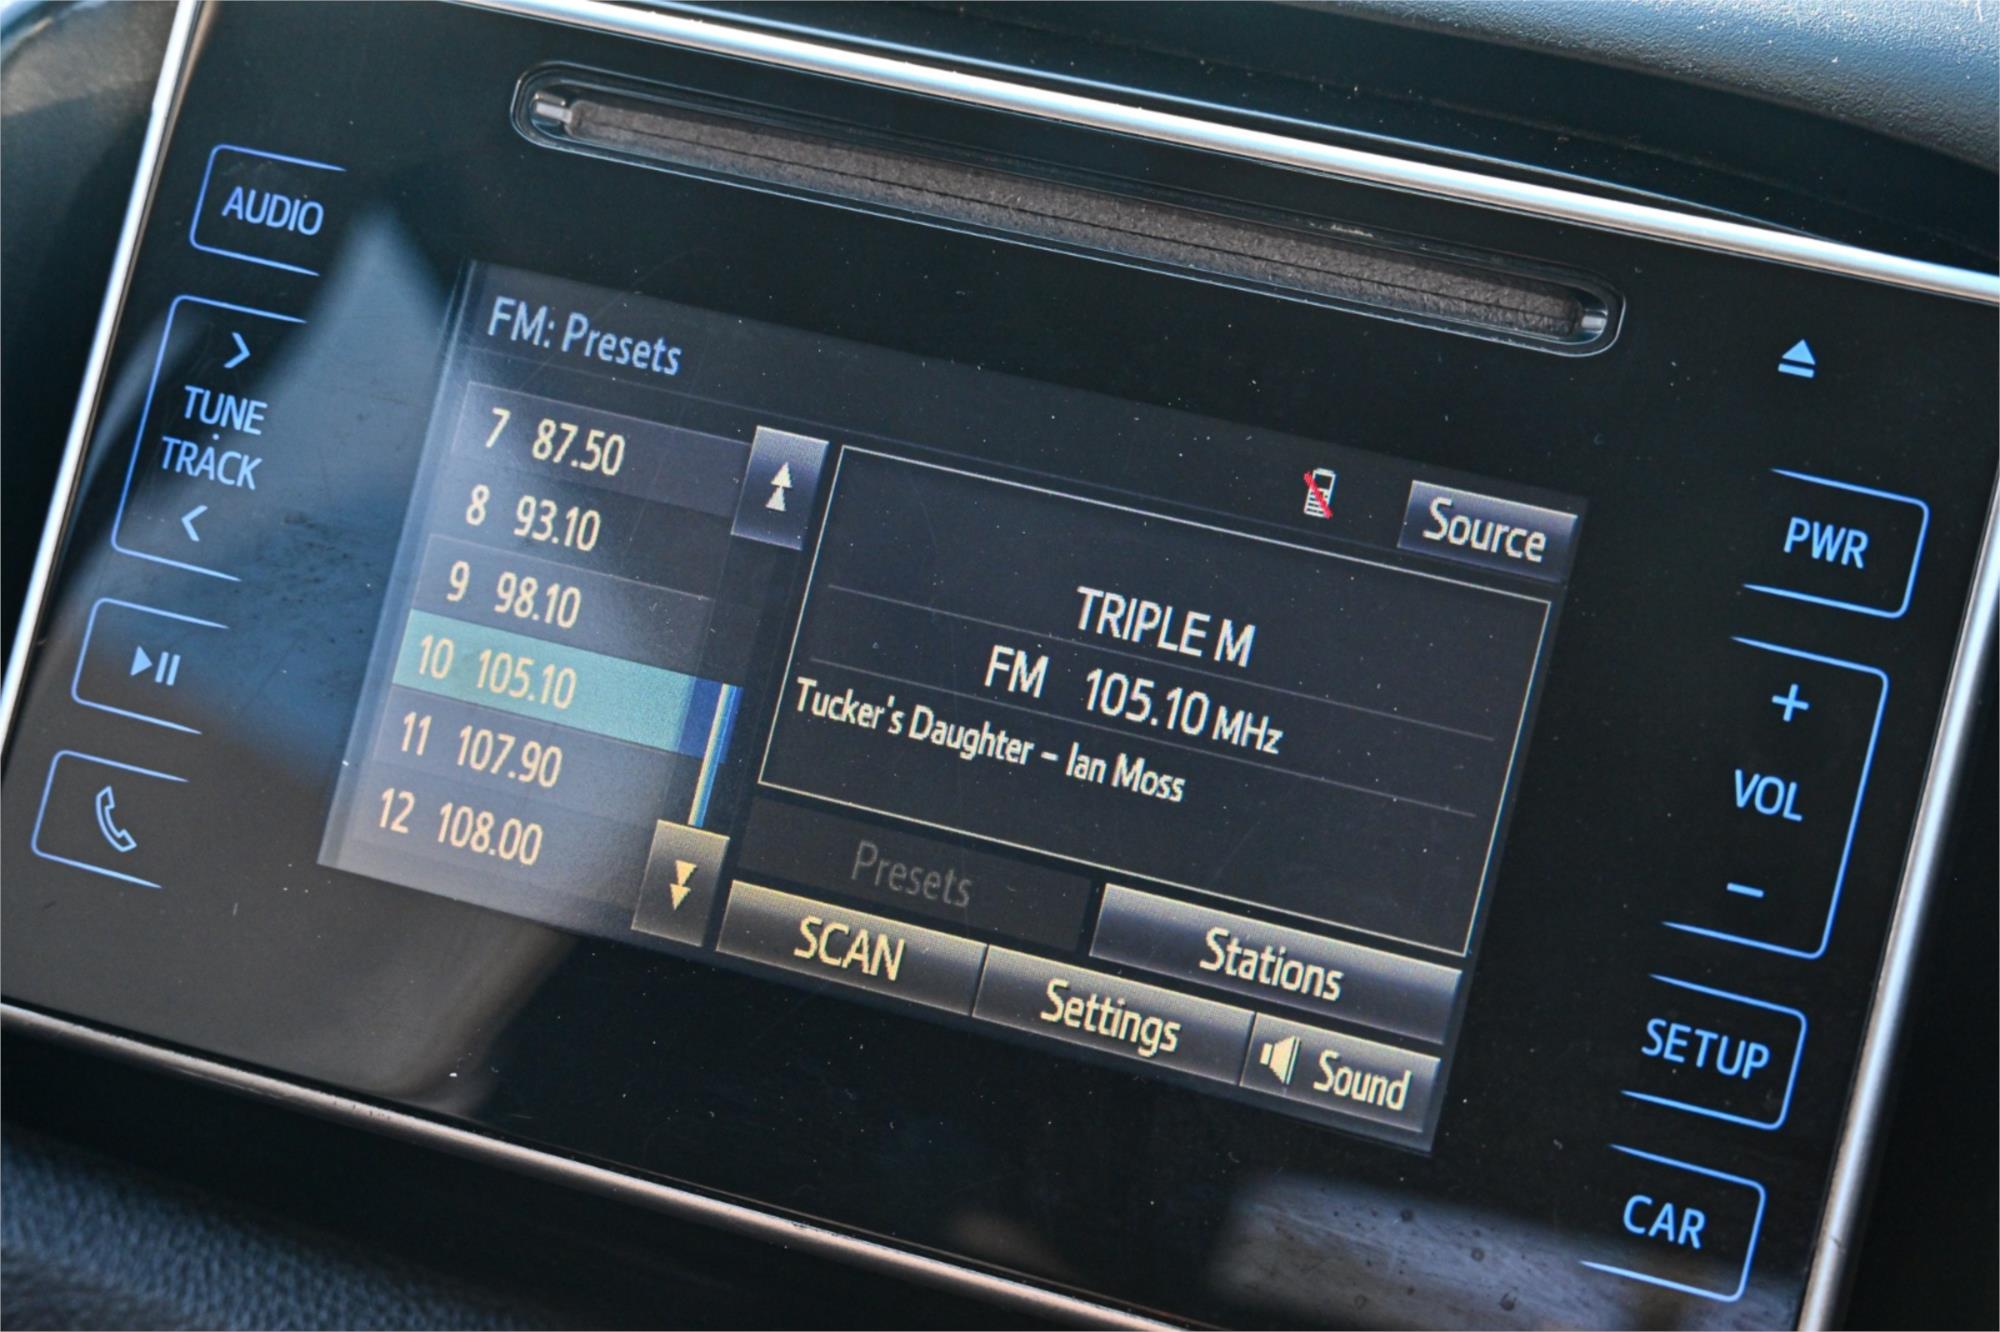 AUDIO
TUNE
TRACK
FM: Presets
7 87.50
8 93.10
9 98.10
10 105.10
11 107.90
12 108.00
Source
TRIPLE M
FM 105.10 MHz
Tucker's Daughter – Ian Moss
Presets
Stations
SCAN
Settings
Sound
PWR
VOL
SETUP
CAR